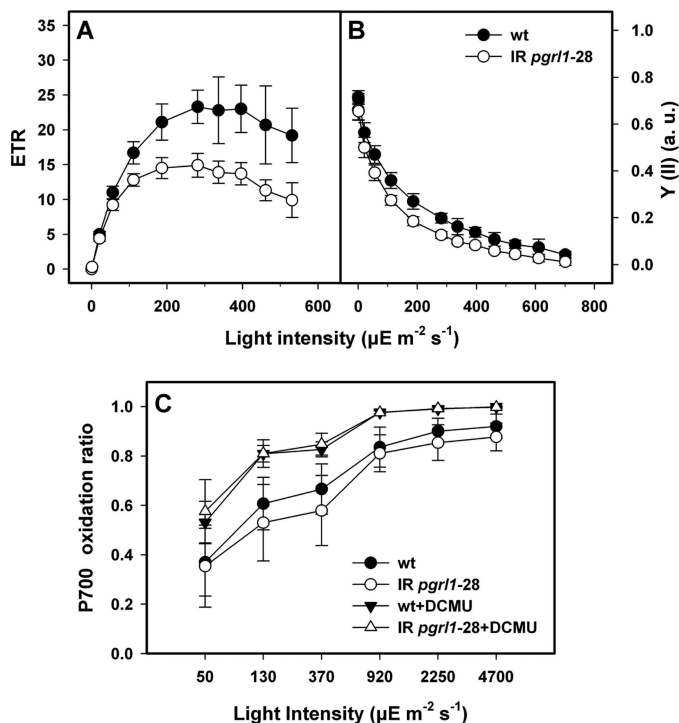 A
35
30
25
20
15
10
5
0
ETR
0 200 400 600
B
wt
IR pgrl1-28
1.0
0.8
0.6
0.4
0.2
0.0
Y (II) (a. u.)
0 200 400 600 800
Light intensity (µE m-2 s-1)
C
1.0
0.8
0.6
0.4
0.2
0.0
P700 oxidation ratio
wt
IR pgrl1-28
wt+DCMU
IR pgrl1-28+DCMU
50 130 370 920 2250 4700
Light Intensity (µE m-2 s-1)